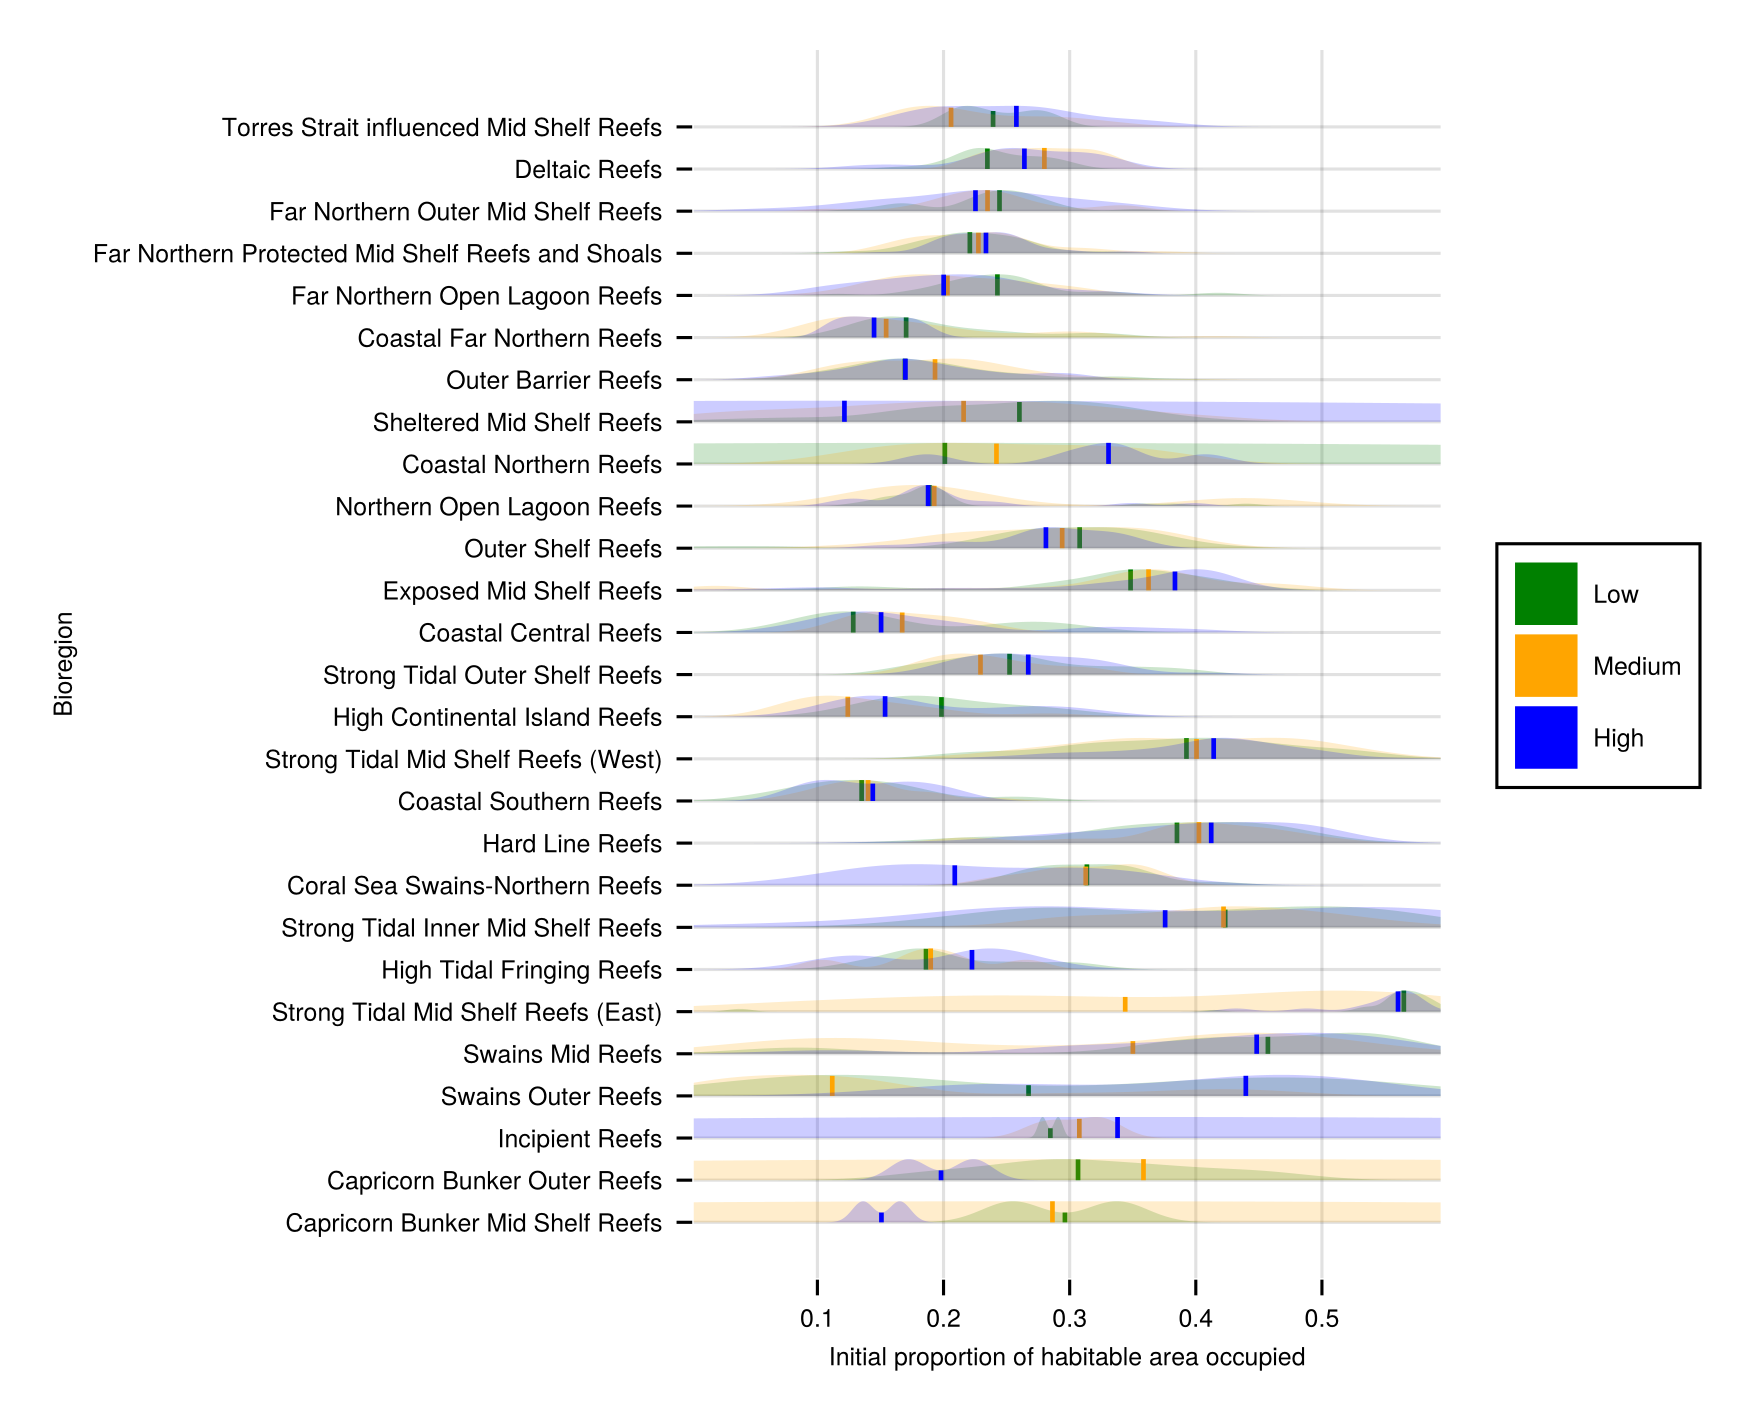 Torres Strait influenced Mid Shelf Reefs
Deltaic Reefs
Far Northern Outer Mid Shelf Reefs
Far Northern Protected Mid Shelf Reefs and Shoals
Far Northern Open Lagoon Reefs
Coastal Far Northern Reefs
Outer Barrier Reefs
Sheltered Mid Shelf Reefs
Coastal Northern Reefs
Northern Open Lagoon Reefs
Outer Shelf Reefs
Exposed Mid Shelf Reefs
Coastal Central Reefs
Strong Tidal Outer Shelf Reefs
High Continental Island Reefs
Strong Tidal Mid Shelf Reefs (West)
Coastal Southern Reefs
Hard Line Reefs
Coral Sea Swains-Northern Reefs
Strong Tidal Inner Mid Shelf Reefs
High Tidal Fringing Reefs
Strong Tidal Mid Shelf Reefs (East)
Swains Mid Reefs
Swains Outer Reefs
Incipient Reefs
Capricorn Bunker Outer Reefs
Capricorn Bunker Mid Shelf Reefs
Bioregion
0.1 0.2 0.3 0.4 0.5
Initial proportion of habitable area occupied
Low
Medium
High